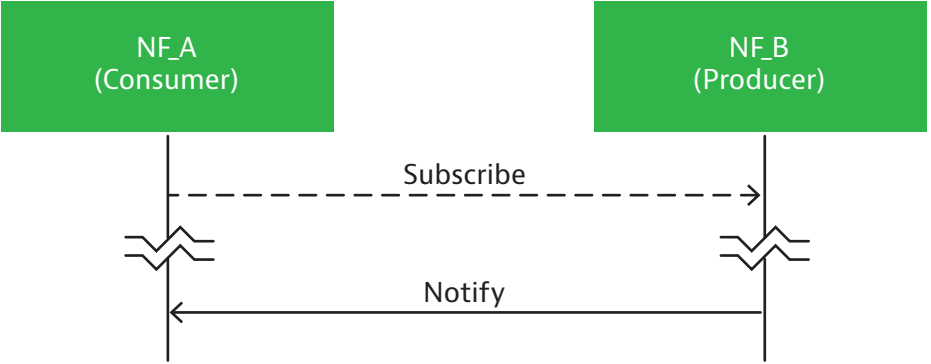 NF_A
(Consumer)
NF_B
(Producer)
Subscribe
Notify